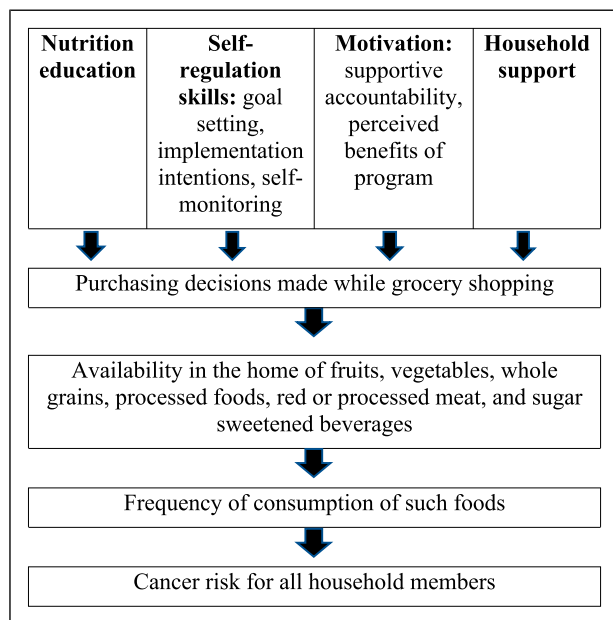 Nutrition
education
Self-
regulation
skills: goal
setting,
implementation
intentions, self-
monitoring
Motivation:
supportive
accountability,
perceived
benefits of
program
Household
support
Purchasing decisions made while grocery shopping
Availability in the home of fruits, vegetables, whole
grains, processed foods, red or processed meat, and sugar
sweetened beverages
Frequency of consumption of such foods
Cancer risk for all household members